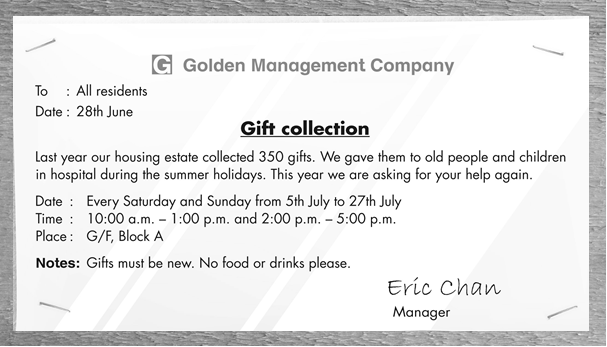 G Golden Management Company
To : All residents
Date : 28th June
Gift collection
Last year our housing estate collected 350 gifts. We gave them to old people and children
in hospital during the summer holidays. This year we are asking for your help again.
Date : Every Saturday and Sunday from 5th July to 27th July
Time : 10:00 a.m. – 1:00 p.m. and 2:00 p.m. – 5:00 p.m.
Place : G/F, Block A
Notes: Gifts must be new. No food or drinks please.
Eric Chan
Manager